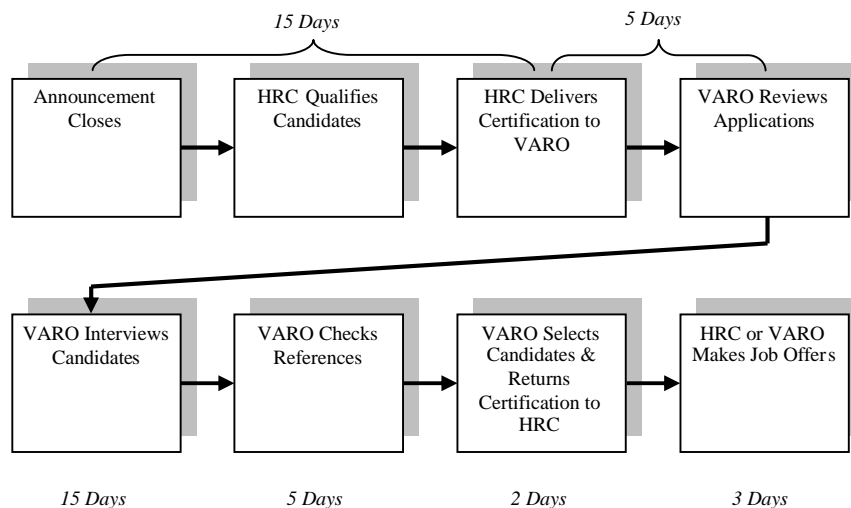 15 Days
5 Days
Announcement
Closes
HRC Qualifies
Candidates
HRC Delivers
Certification to
VARO
VARO Reviews
Applications
VARO Interviews
Candidates
VARO Checks
References
VARO Selects
Candidates &
Returns
Certification to
HRC
HRC or VARO
Makes Job Offers
15 Days
5 Days
2 Days
3 Days